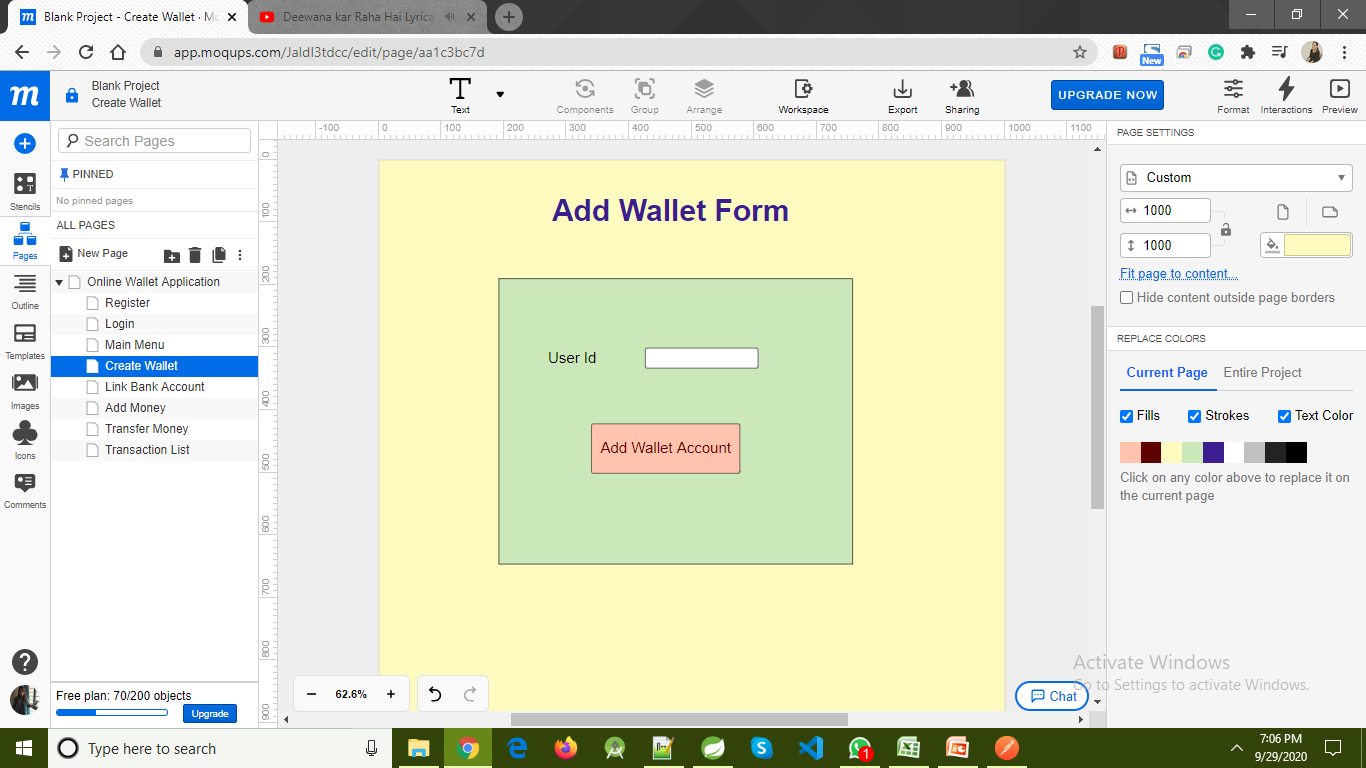 Blank Project - Create Wallet · Mo
Deewana kar Raha Hai Lyrica
app.moqups.com/Jaldl3tdcc/edit/page/aa1c3bc7d
New
m
Blank Project
Create Wallet
Text
Components
Group
Arrange
Workspace
Export
Sharing
UPGRADE NOW
Format
Interactions
Preview
Stencils
Pages
Outline
Templates
Images
Icons
Comments
Search Pages
PINNED
No pinned pages
ALL PAGES
New Page
Online Wallet Application
Register
Login
Main Menu
Create Wallet
Link Bank Account
Add Money
Transfer Money
Transaction List
Free plan: 70/200 objects
Upgrade
-100 0 100 200 300 400 500 600 700 800 900 1000 1100
0 100 200 300 400 500 600 700 800 900
Add Wallet Form
User Id
Add Wallet Account
62.6%
PAGE SETTINGS
Custom
1000
1000
Fit page to content...
Hide content outside page borders
REPLACE COLORS
Current Page
Entire Project
Fills
Strokes
Text Color
Click on any color above to replace it on
the current page
Activate Windows
Go to Settings to activate Windows.
Chat
Type here to search
1
7:06 PM
9/29/2020